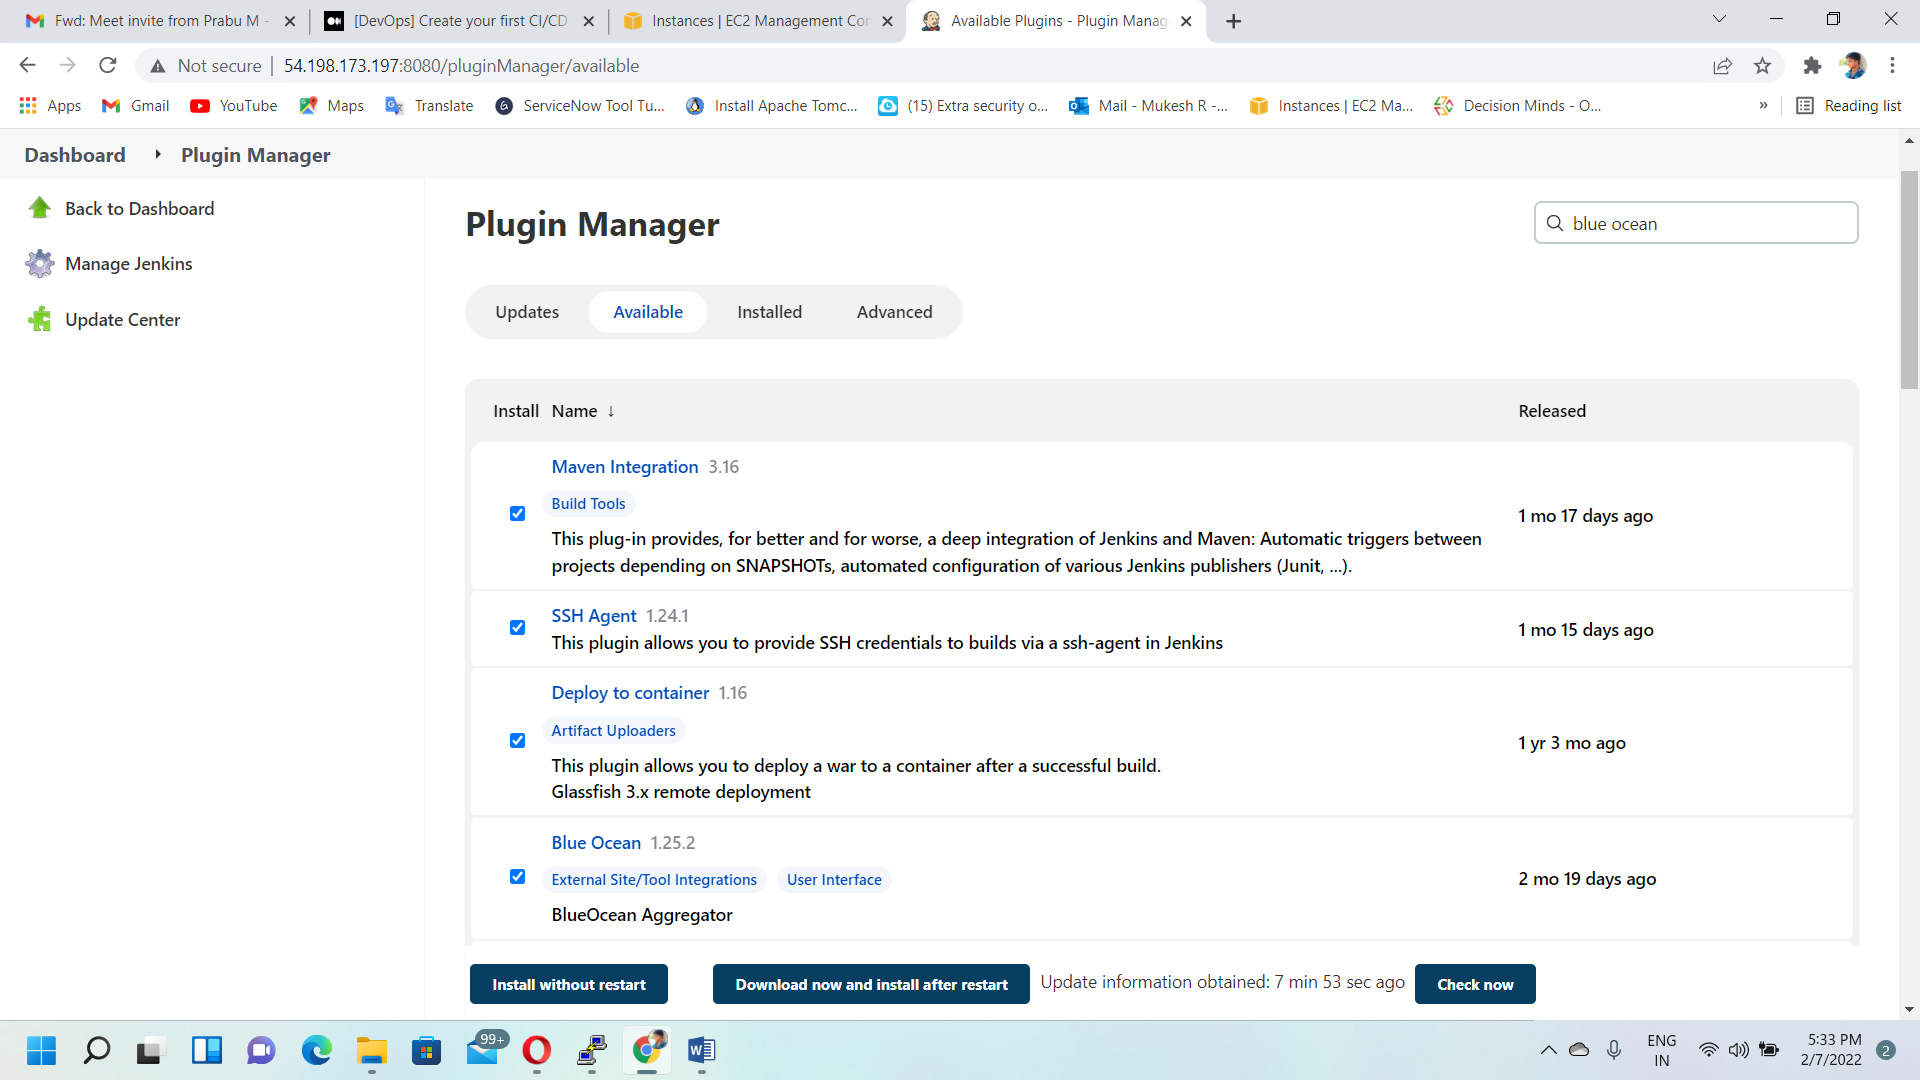 Fwd: Meet invite from Prabu M -
[DevOps] Create your first CI/CD
Instances | EC2 Management Con
Available Plugins - Plugin Manag
Not secure | 54.198.173.197:8080/pluginManager/available
Apps
Gmail
YouTube
Maps
Translate
ServiceNow Tool Tu...
Install Apache Tomc...
(15) Extra security o...
Mail - Mukesh R -...
Instances | EC2 Ma...
Decision Minds - O...
»
Reading list
Dashboard
Plugin Manager
Back to Dashboard
Manage Jenkins
Update Center
Plugin Manager
blue ocean
Updates
Available
Installed
Advanced
Install Name ↓ Released
Maven Integration 3.16
Build Tools
This plug-in provides, for better and for worse, a deep integration of Jenkins and Maven: Automatic triggers between
projects depending on SNAPSHOTs, automated configuration of various Jenkins publishers (Junit, ...).
1 mo 17 days ago
SSH Agent 1.24.1
This plugin allows you to provide SSH credentials to builds via a ssh-agent in Jenkins
1 mo 15 days ago
Deploy to container 1.16
Artifact Uploaders
This plugin allows you to deploy a war to a container after a successful build.
Glassfish 3.x remote deployment
1 yr 3 mo ago
Blue Ocean 1.25.2
External Site/Tool Integrations
User Interface
BlueOcean Aggregator
2 mo 19 days ago
Install without restart
Download now and install after restart
Update information obtained: 7 min 53 sec ago
Check now
99+
ENG
IN
5:33 PM
2/7/2022
2